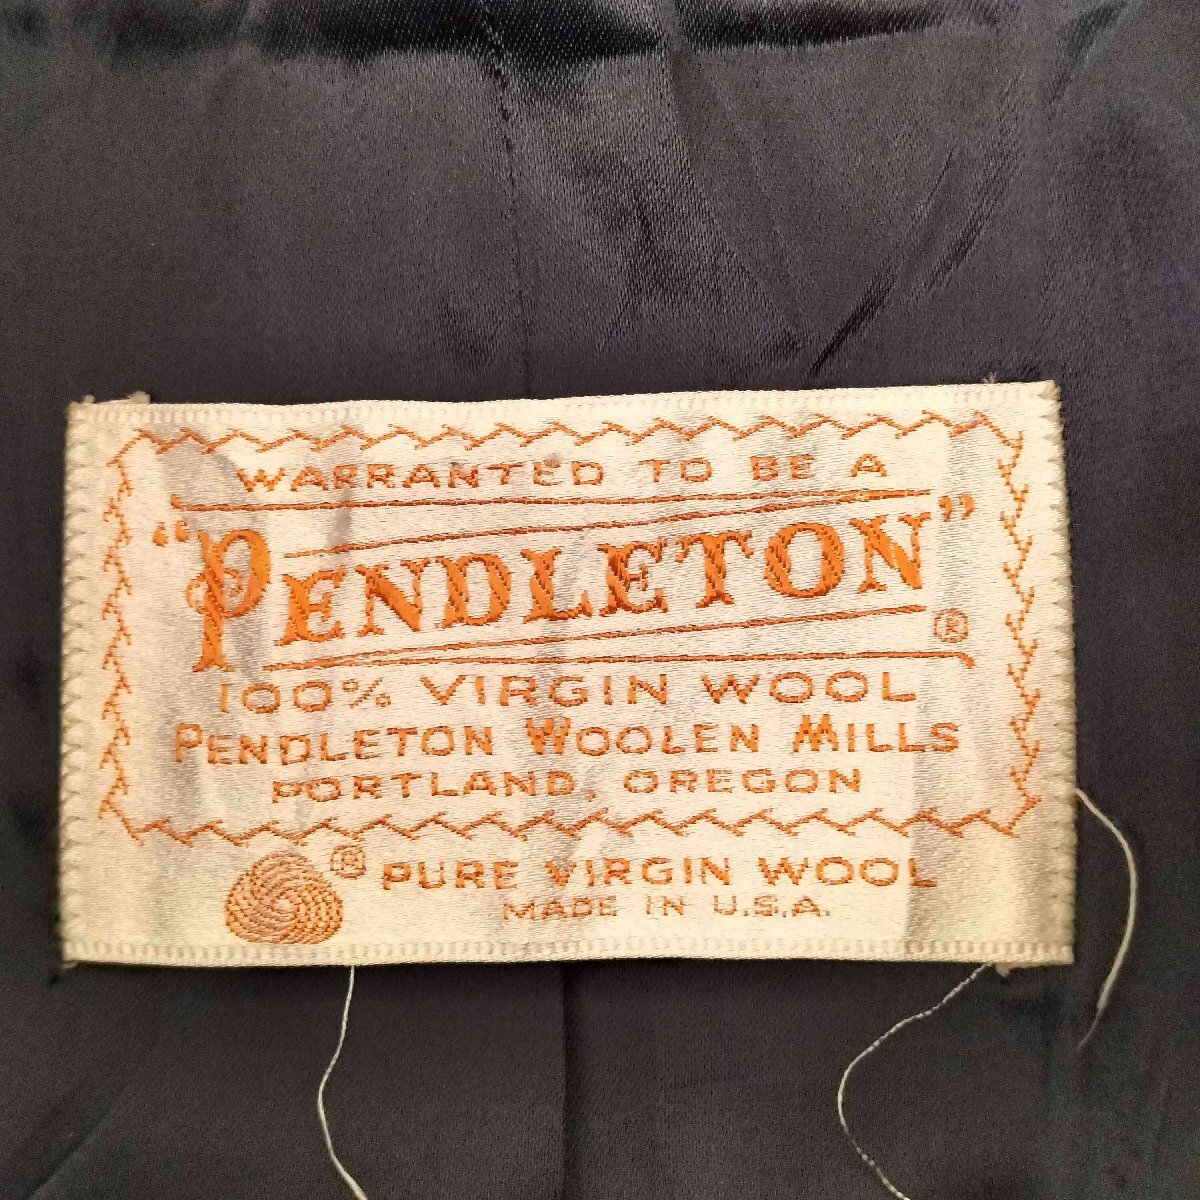 WARRANTED TO BE A
"PENDLETON" ®
100% VIRGIN WOOL
PENDLETON WOOLEN MILLS
PORTLAND, OREGON
® PURE VIRGIN WOOL
MADE IN U.S.A.